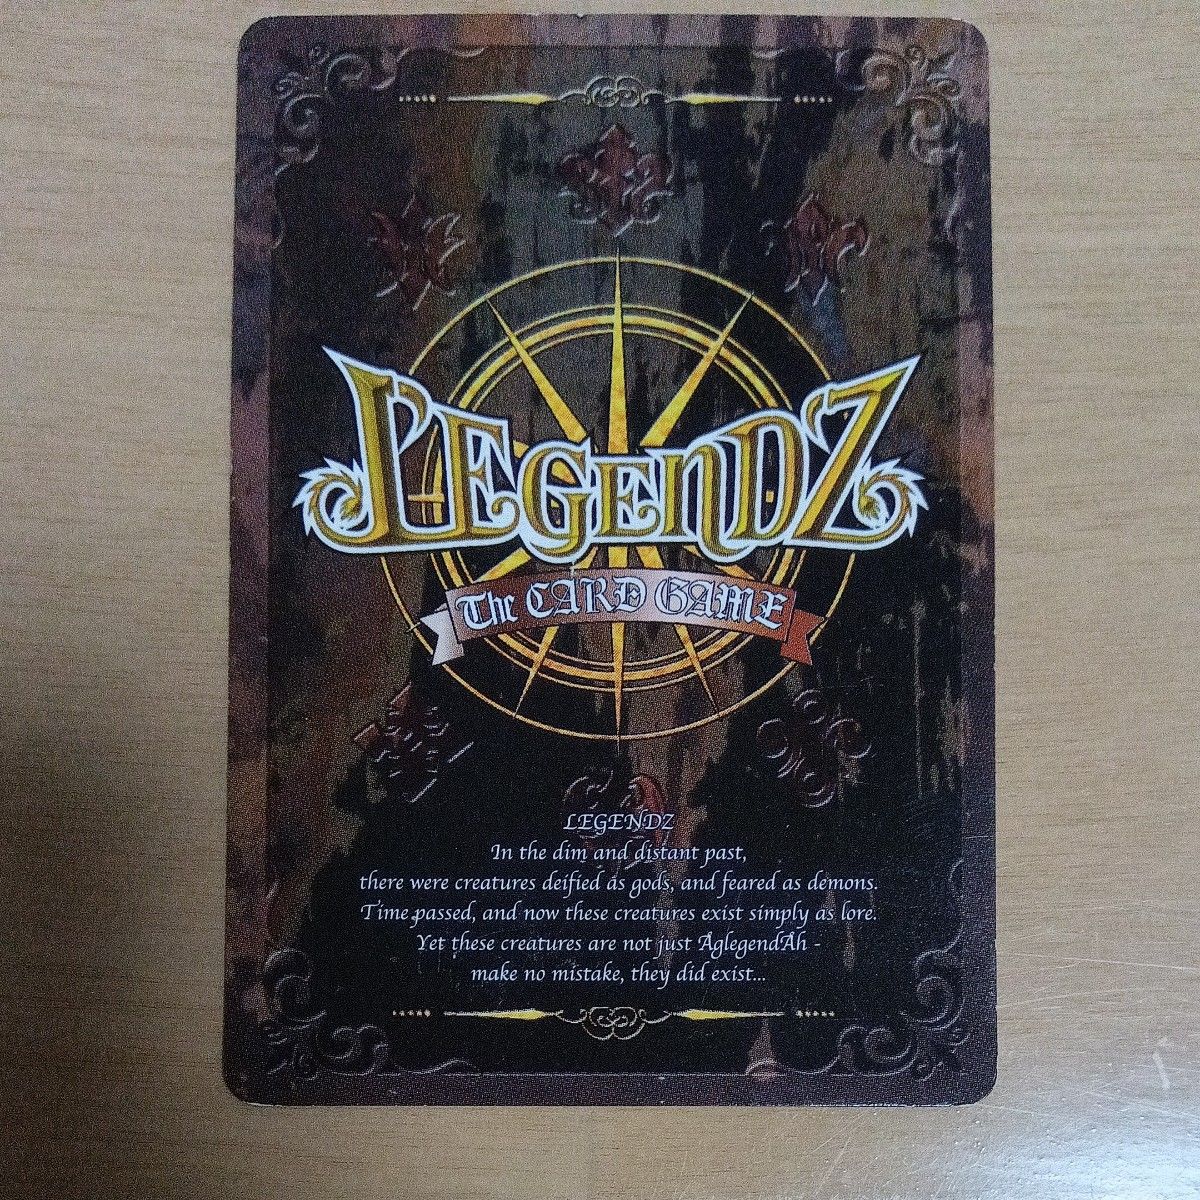 LEGENDZ
The CARD GAME
LEGENDZ
In the dim and distant past,
there were creatures deified as gods, and feared as demons.
Time passed, and now these creatures exist simply as lore.
Yet these creatures are not just ÅglegendÅh -
make no mistake, they did exist...